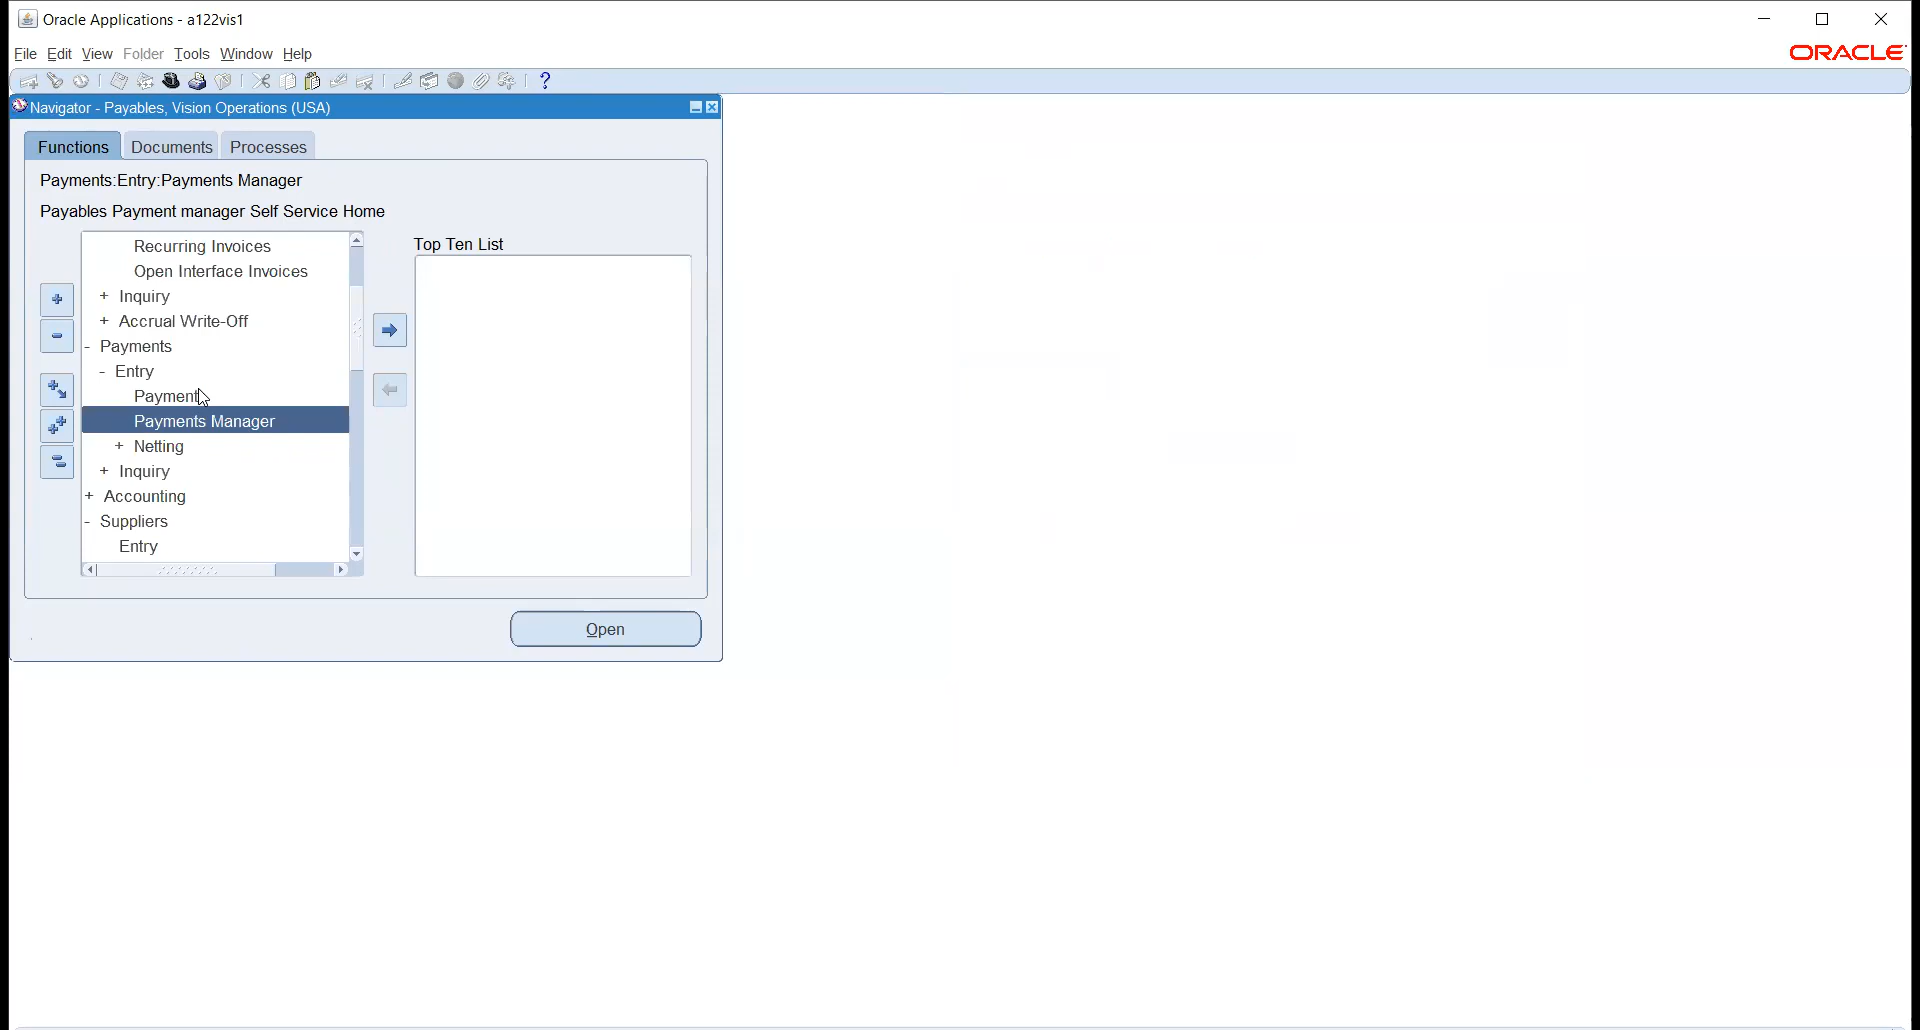 Oracle Applications - a122vis1
File Edit View Folder Tools Window Help
ORACLE
Navigator - Payables, Vision Operations (USA)
Functions Documents Processes
Payments:Entry:Payments Manager
Payables Payment manager Self Service Home
Top Ten List
Recurring Invoices
Open Interface Invoices
+ Inquiry
+ Accrual Write-Off
- Payments
- Entry
Payments
Payments Manager
+ Netting
+ Inquiry
+ Accounting
- Suppliers
Entry
Open